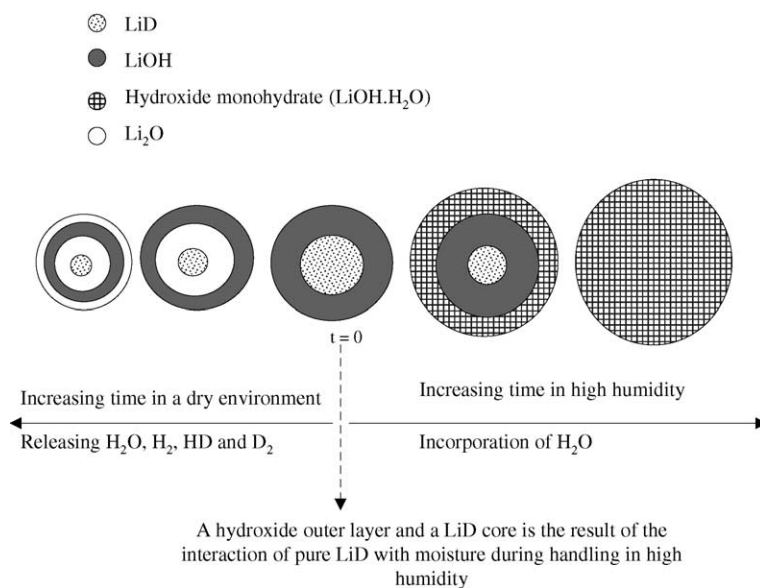 LiD
LiOH
Hydroxide monohydrate (LiOH.H₂O)
Li₂O
t = 0
Increasing time in a dry environment
Increasing time in high humidity
Releasing H₂O, H₂, HD and D₂
Incorporation of H₂O
A hydroxide outer layer and a LiD core is the result of the
interaction of pure LiD with moisture during handling in high
humidity